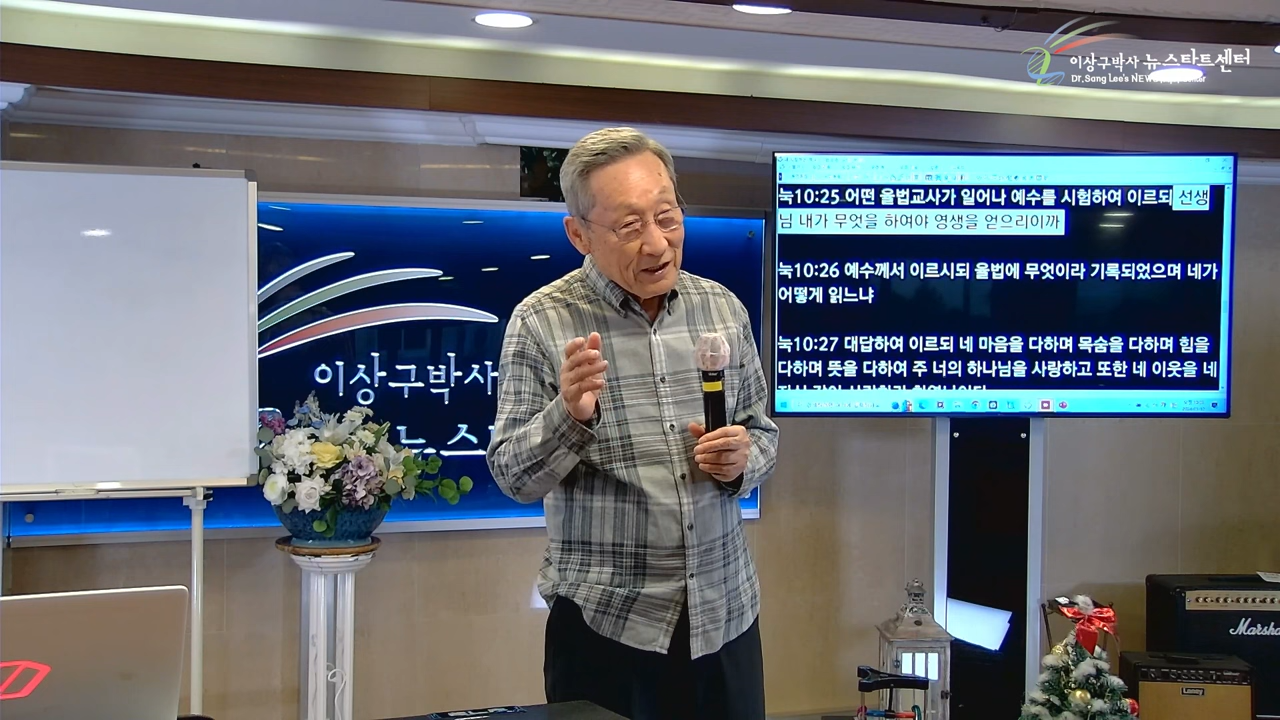 이상구박사 뉴스타트센터
Dr.Sang Lee's NEW
눅10:25 어떤 율법교사가 일어나 예수를 시험하여 이르되 선생
님 내가 무엇을 하여야 영생을 얻으리이까
눅10:26 예수께서 이르시되 율법에 무엇이라 기록되었으며 네가
어떻게 읽느냐
눅10:27 대답하여 이르되 네 마음을 다하며 목숨을 다하며 힘을
다하며 뜻을 다하여 주 너의 하나님을 사랑하고 또한 네 이웃을 네
이상구박사
뉴스
Marsha
Laney